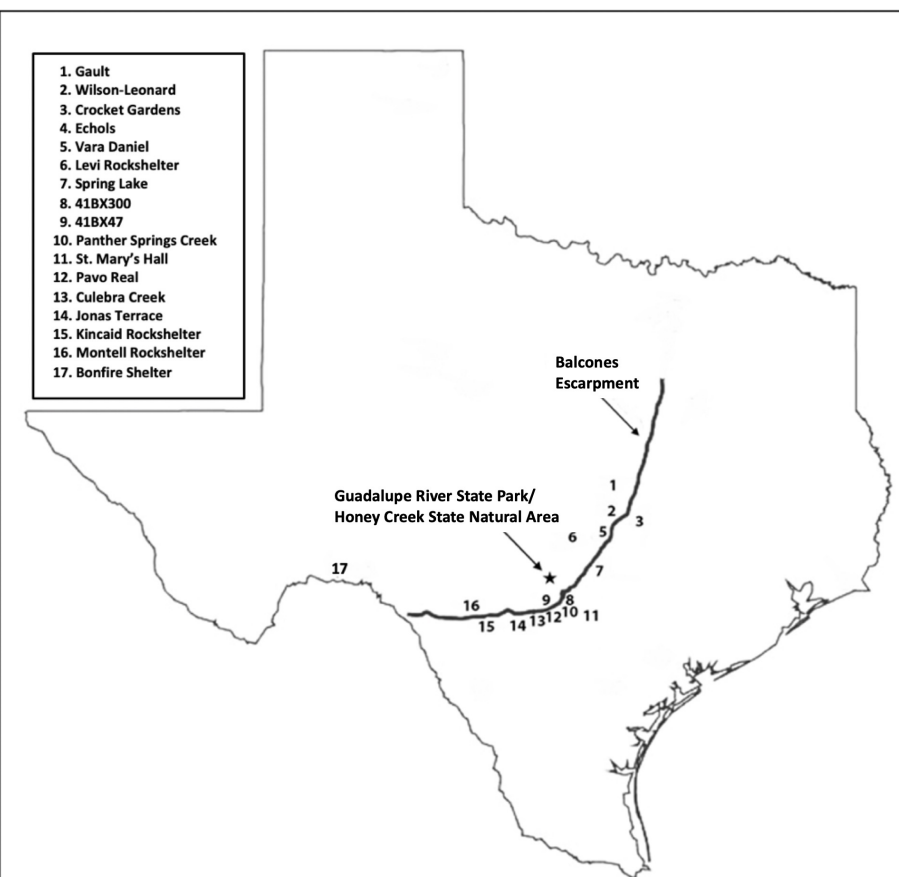 1. Gault
2. Wilson-Leonard
3. Crocket Gardens
4. Echols
5. Vara Daniel
6. Levi Rockshelter
7. Spring Lake
8. 41BX300
9. 41BX47
10. Panther Springs Creek
11. St. Mary's Hall
12. Pavo Real
13. Culebra Creek
14. Jonas Terrace
15. Kincaid Rockshelter
16. Montell Rockshelter
17. Bonfire Shelter
Balcones
Escarpment
1
Guadalupe River State Park/
Honey Creek State Natural Area
2
3
5
6
17
7
16
9
8
10
15
14
13
12
11